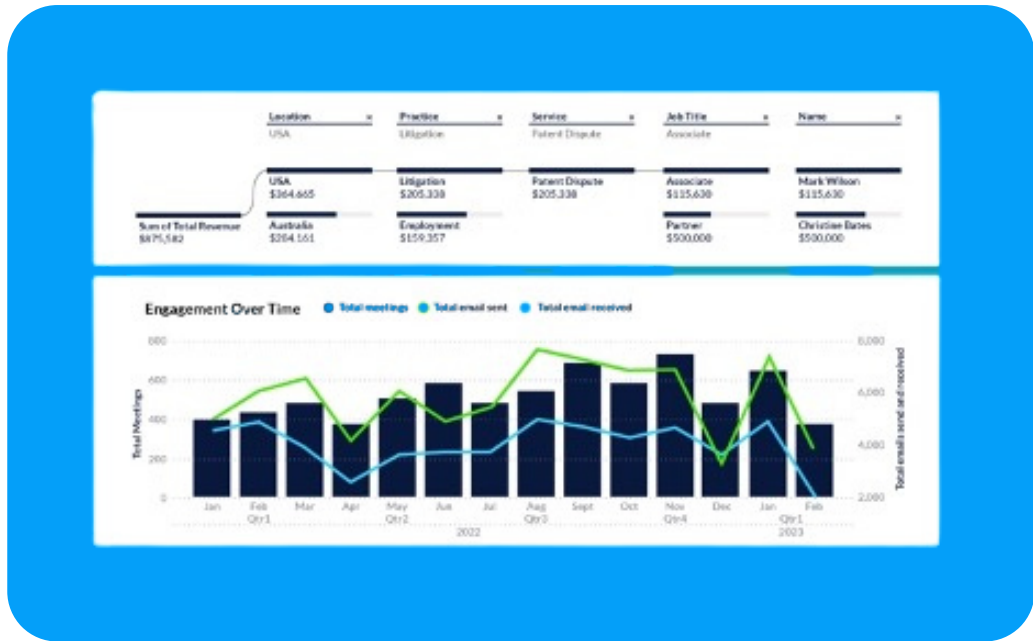 Location × Practice × Service × Job Title × Name ×
USA Litigation Patent Dispute Associate
USA Litigation Patent Dispute Associate Mark Wilson
$364,665 $205,338 $205,338 $115,630 $115,630
Sum of Total Revenue Australia Employment Partner Christine Bates
$875,582 $204,161 $159,357 $500,000 $500,000
Engagement Over Time Total meetings Total email sent Total email received
800 8,000
600 6,000
400 4,000
200
0 2,000
Total Meetings
Total emails send and received
Jan Feb Mar Apr May Jun Jul Aug Sept Oct Nov Dec Jan Feb
Qtr1 Qtr2 Qtr3 Qtr4 Qtr1
2022 2023